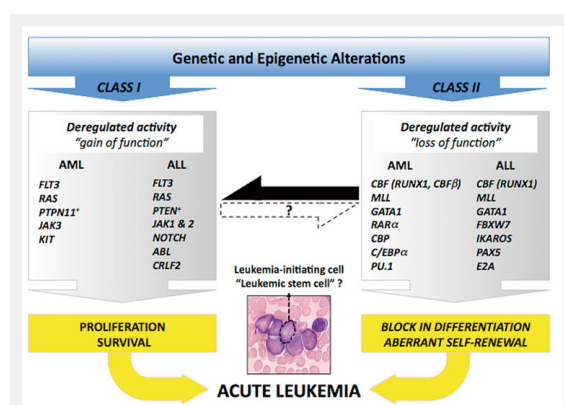 Genetic and Epigenetic Alterations
CLASS I
CLASS II
Deregulated activity
"gain of function"
AML
ALL
FLT3
RAS
PTPN11⁺
JAK3
KIT
FLT3
RAS
PTEN⁺
JAK1 & 2
NOTCH
ABL
CRLF2
?
Deregulated activity
"loss of function"
AML
ALL
CBF (RUNX1, CBFβ)
MLL
GATA1
RARα
CBP
C/EBPα
PU.1
CBF (RUNX1)
MLL
GATA1
FBXW7
IKAROS
PAX5
E2A
Leukemia-initiating cell
"Leukemic stem cell" ?
PROLIFERATION
SURVIVAL
BLOCK IN DIFFERENTIATION
ABERRANT SELF-RENEWAL
ACUTE LEUKEMIA